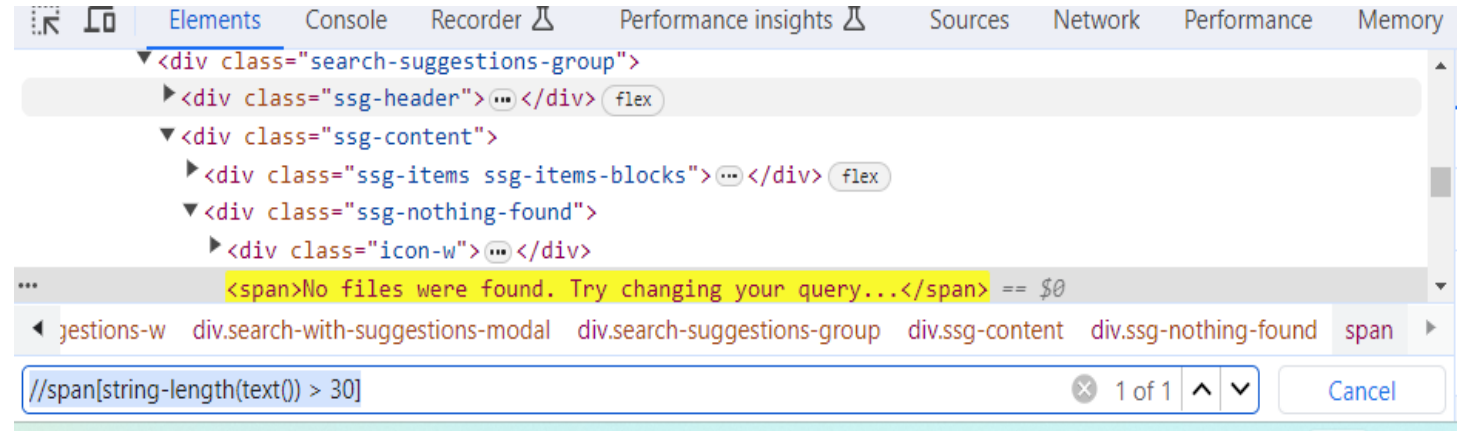 Elements Console Recorder Performance insights Sources Network Performance Memory
<div class="search-suggestions-group">
<div class="ssg-header">…</div> flex
<div class="ssg-content">
<div class="ssg-items ssg-items-blocks">…</div> flex
<div class="ssg-nothing-found">
<div class="icon-w">…</div>
… <span>No files were found. Try changing your query...</span> == $0
gestions-w div.search-with-suggestions-modal div.search-suggestions-group div.ssg-content div.ssg-nothing-found span
//span[string-length(text()) > 30] 1 of 1 Cancel